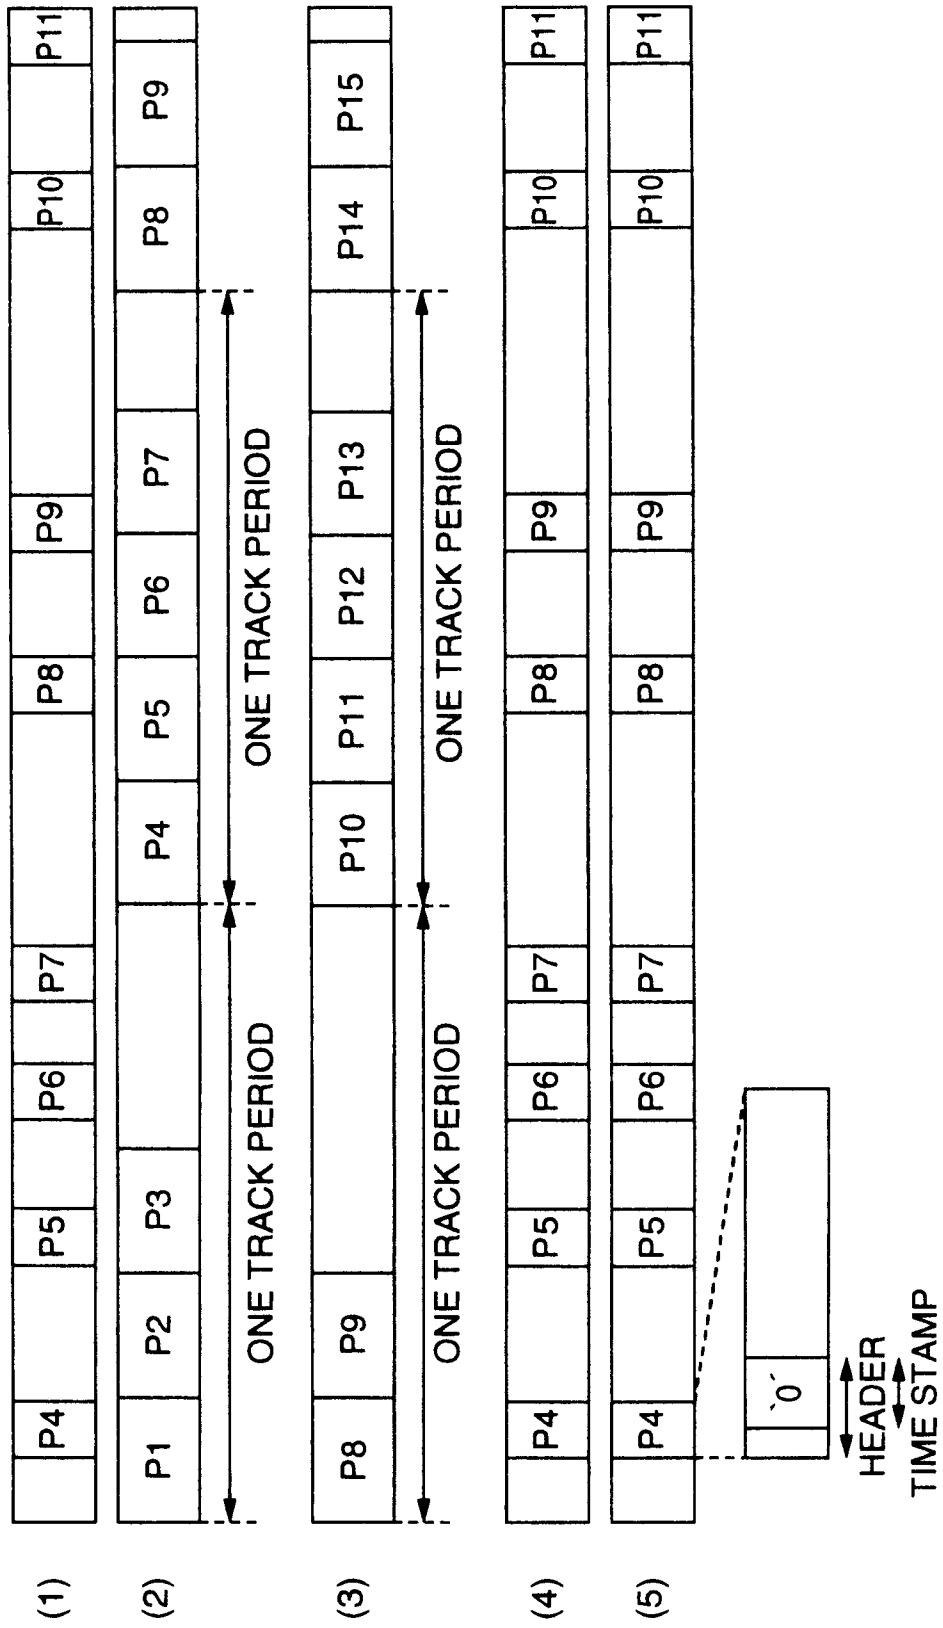 (1) P4 P5 P6 P7 P8 P9 P10 P11
(2) P1 P2 P3 P4 P5 P6 P7 P8 P9
ONE TRACK PERIOD ONE TRACK PERIOD
(3) P8 P9 P10 P11 P12 P13 P14 P15
ONE TRACK PERIOD ONE TRACK PERIOD
(4) P4 P5 P6 P7 P8 P9 P10 P11
(5) P4 P5 P6 P7 P8 P9 P10 P11
`0´
HEADER
TIME STAMP